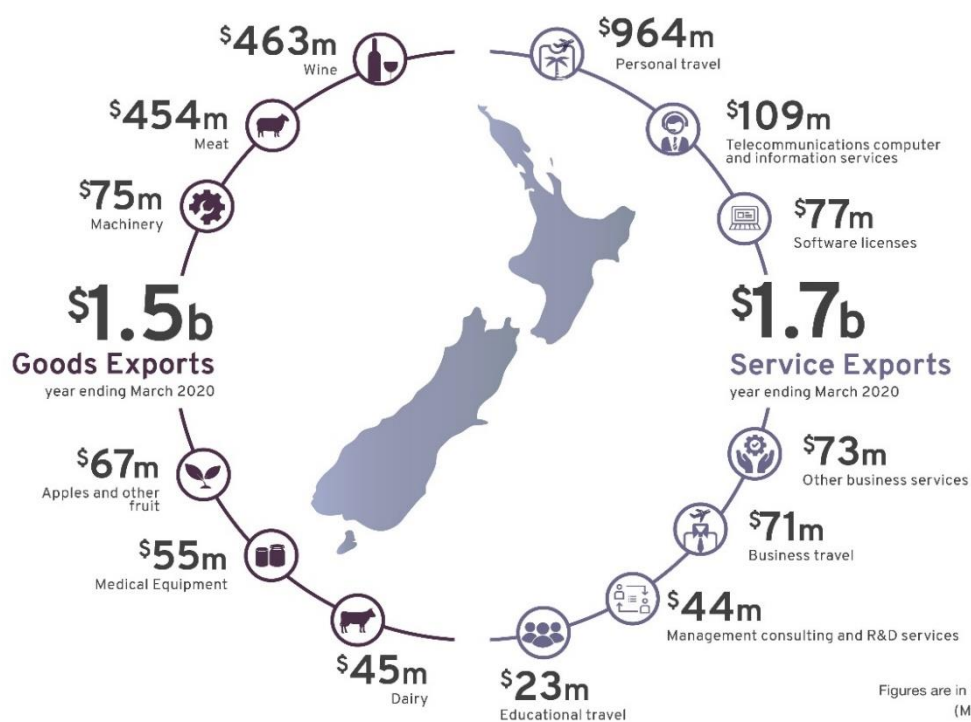 $463m
Wine
$454m
Meat
$75m
Machinery
$1.5b
Goods Exports
year ending March 2020
$67m
Apples and other
fruit
$55m
Medical Equipment
$45m
Dairy
$964m
Personal travel
$109m
Telecommunications computer
and information services
$77m
Software licenses
$1.7b
Service Exports
year ending March 2020
$73m
Other business services
$71m
Business travel
$44m
Management consulting and R&D services
$23m
Educational travel
Figures are in
(M